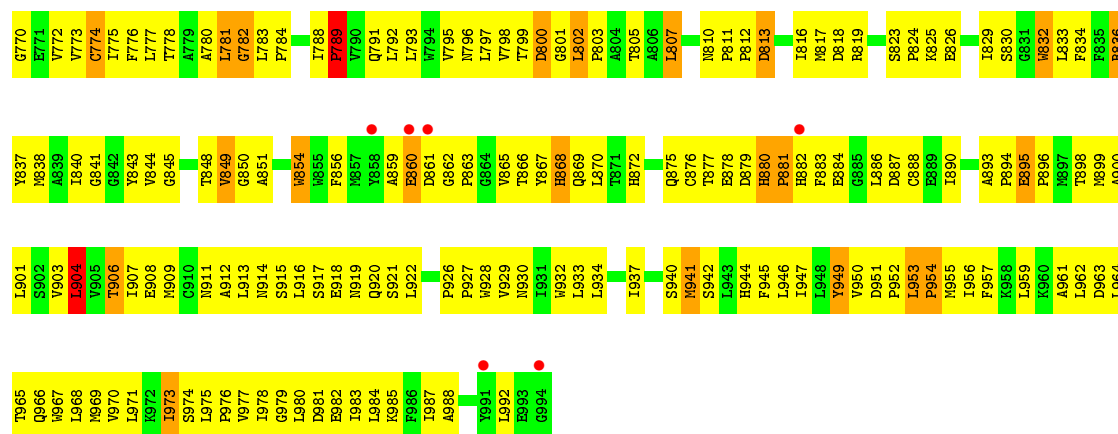 G770 E771 V772 V773 C774 I775 F776 L777 T778 A779 A780 L781 G782 L783 P784 I788 P789 V790 Q791 L792 L793 W794 V795 N796 L797 V798 T799 D800 G801 L802 P803 A804 T805 A806 L807 N810 P811 P812 D813 I816 M817 D818 R819 S823 P824 K825 E826 I829 S830 G831 W832 L833 F834 F835 R836
Y837 M838 A839 I840 G841 G842 Y843 V844 G845 T848 V849 G850 A851 W854 W855 F856 M857 Y858 A859 E860 D861 G862 P863 G864 V865 T866 Y867 H868 Q869 L870 T871 H872 Q875 C876 T877 E878 D879 H880 P881 H882 F883 E884 G885 L886 D887 C888 E889 I890 A893 P894 E895 P896 M897 T898 M899 A900
L901 S902 V903 L904 V905 T906 I907 E908 M909 C910 N911 A912 L913 N914 S915 L916 S917 E918 N919 Q920 S921 L922 P926 P927 W928 V929 N930 I931 W932 L933 L934 I937 S940 M941 S942 L943 H944 F945 L946 I947 L948 Y949 V950 D951 P952 L953 P954 M955 I956 F957 K958 L959 K960 A961 L962 D963 L964
T965 Q966 W967 L968 M969 V970 L971 K972 I973 S974 L975 P976 V977 I978 G979 L980 D981 E982 I983 L984 K985 F986 I987 A988 Y991 L992 E993 G994